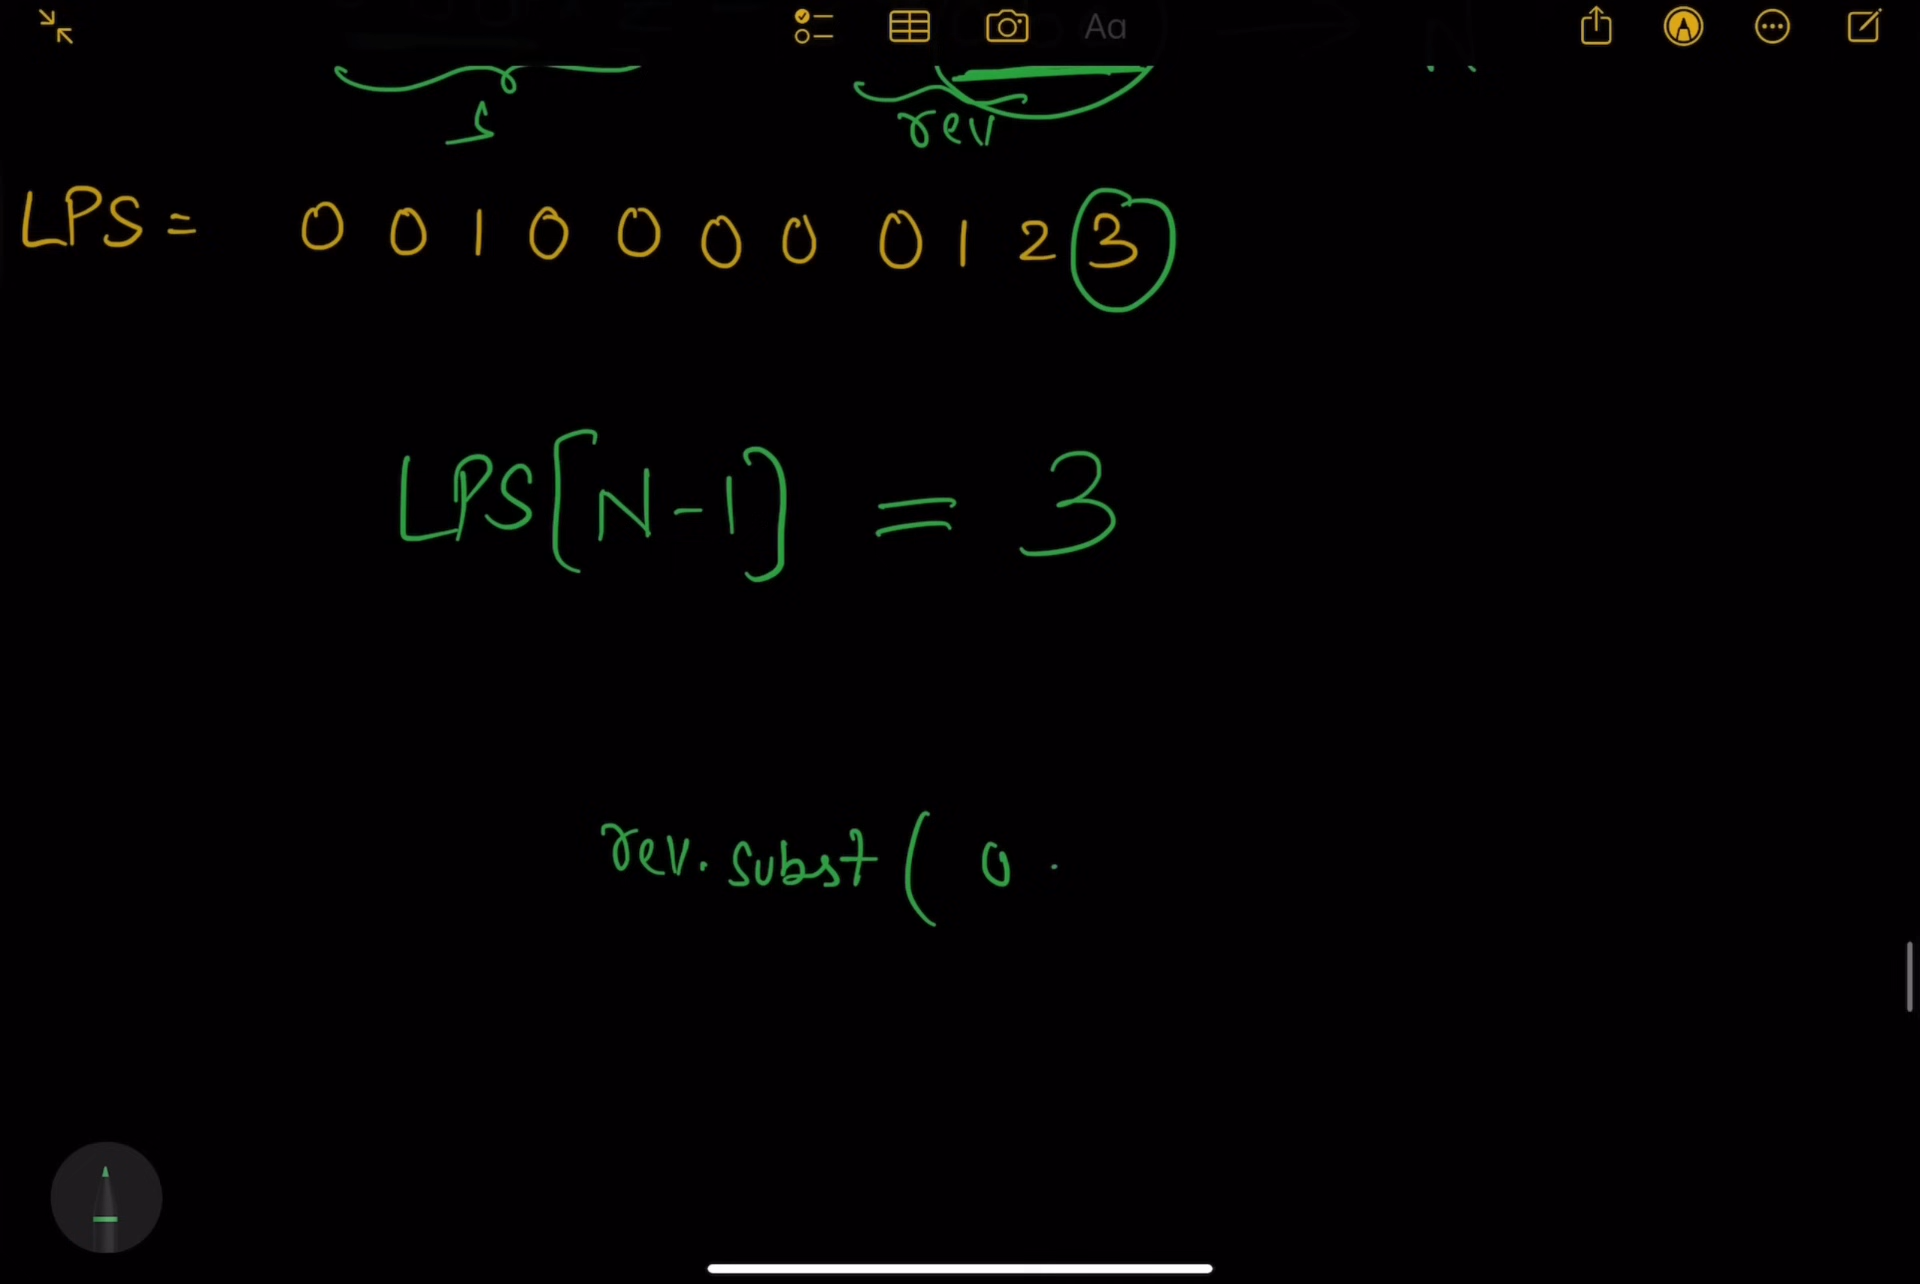 Aa
s
rev
LPS = 0 0 1 0 0 0 0 0 1 2 3
LPS[N-1] = 3
rev. subst ( 0 .